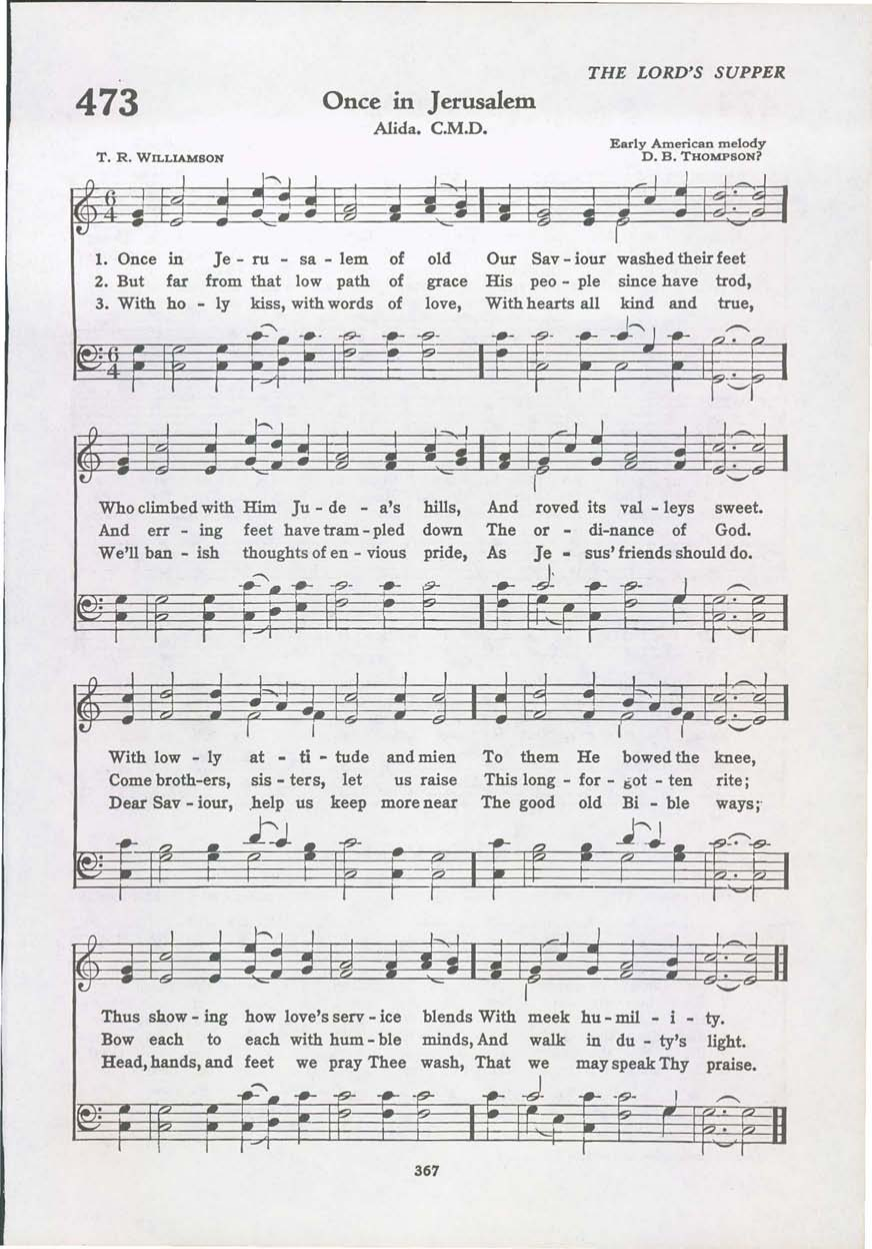 THE LORD'S SUPPER
473
Once in Jerusalem
Alida. C.M.D.
T. R. WILLIAMSON
Early American melody
D. B. THOMPSON?
6
4
1. Once in Je - ru - sa - lem of old Our Sav - iour washed their feet
2. But far from that low path of grace His peo - ple since have trod,
3. With ho - ly kiss, with words of love, With hearts all kind and true,
6
4
Who climbed with Him Ju - de - a's hills, And roved its val - leys sweet.
And err - ing feet have tram - pled down The or - di-nance of God.
We'll ban - ish thoughts of en - vious pride, As Je - sus' friends should do.
With low - ly at - ti - tude and mien To them He bowed the knee,
Come broth-ers, sis - ters, let us raise This long - for - got - ten rite;
Dear Sav - iour, help us keep more near The good old Bi - ble ways;
Thus show - ing how love's serv - ice blends With meek hu - mil - i - ty.
Bow each to each with hum - ble minds, And walk in du - ty's light.
Head, hands, and feet we pray Thee wash, That we may speak Thy praise.
367